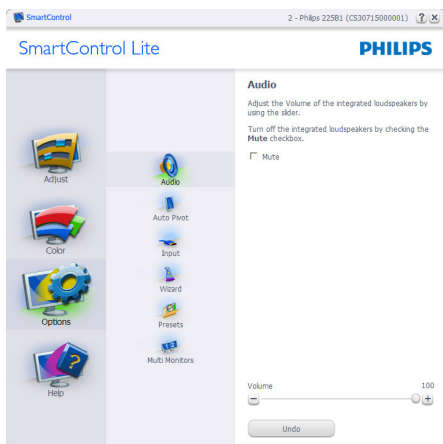 SmartControl
2 - Philips 225B1 (CS30715000001)
SmartControl Lite
PHILIPS
Adjust
Color
Options
Help
Audio
Auto Pivot
Input
Wizard
Presets
Multi Monitors
Audio
Adjust the Volume of the integrated loudspeakers by
using the slider.
Turn off the integrated loudspeakers by checking the
Mute checkbox.
Mute
Volume 100
Undo